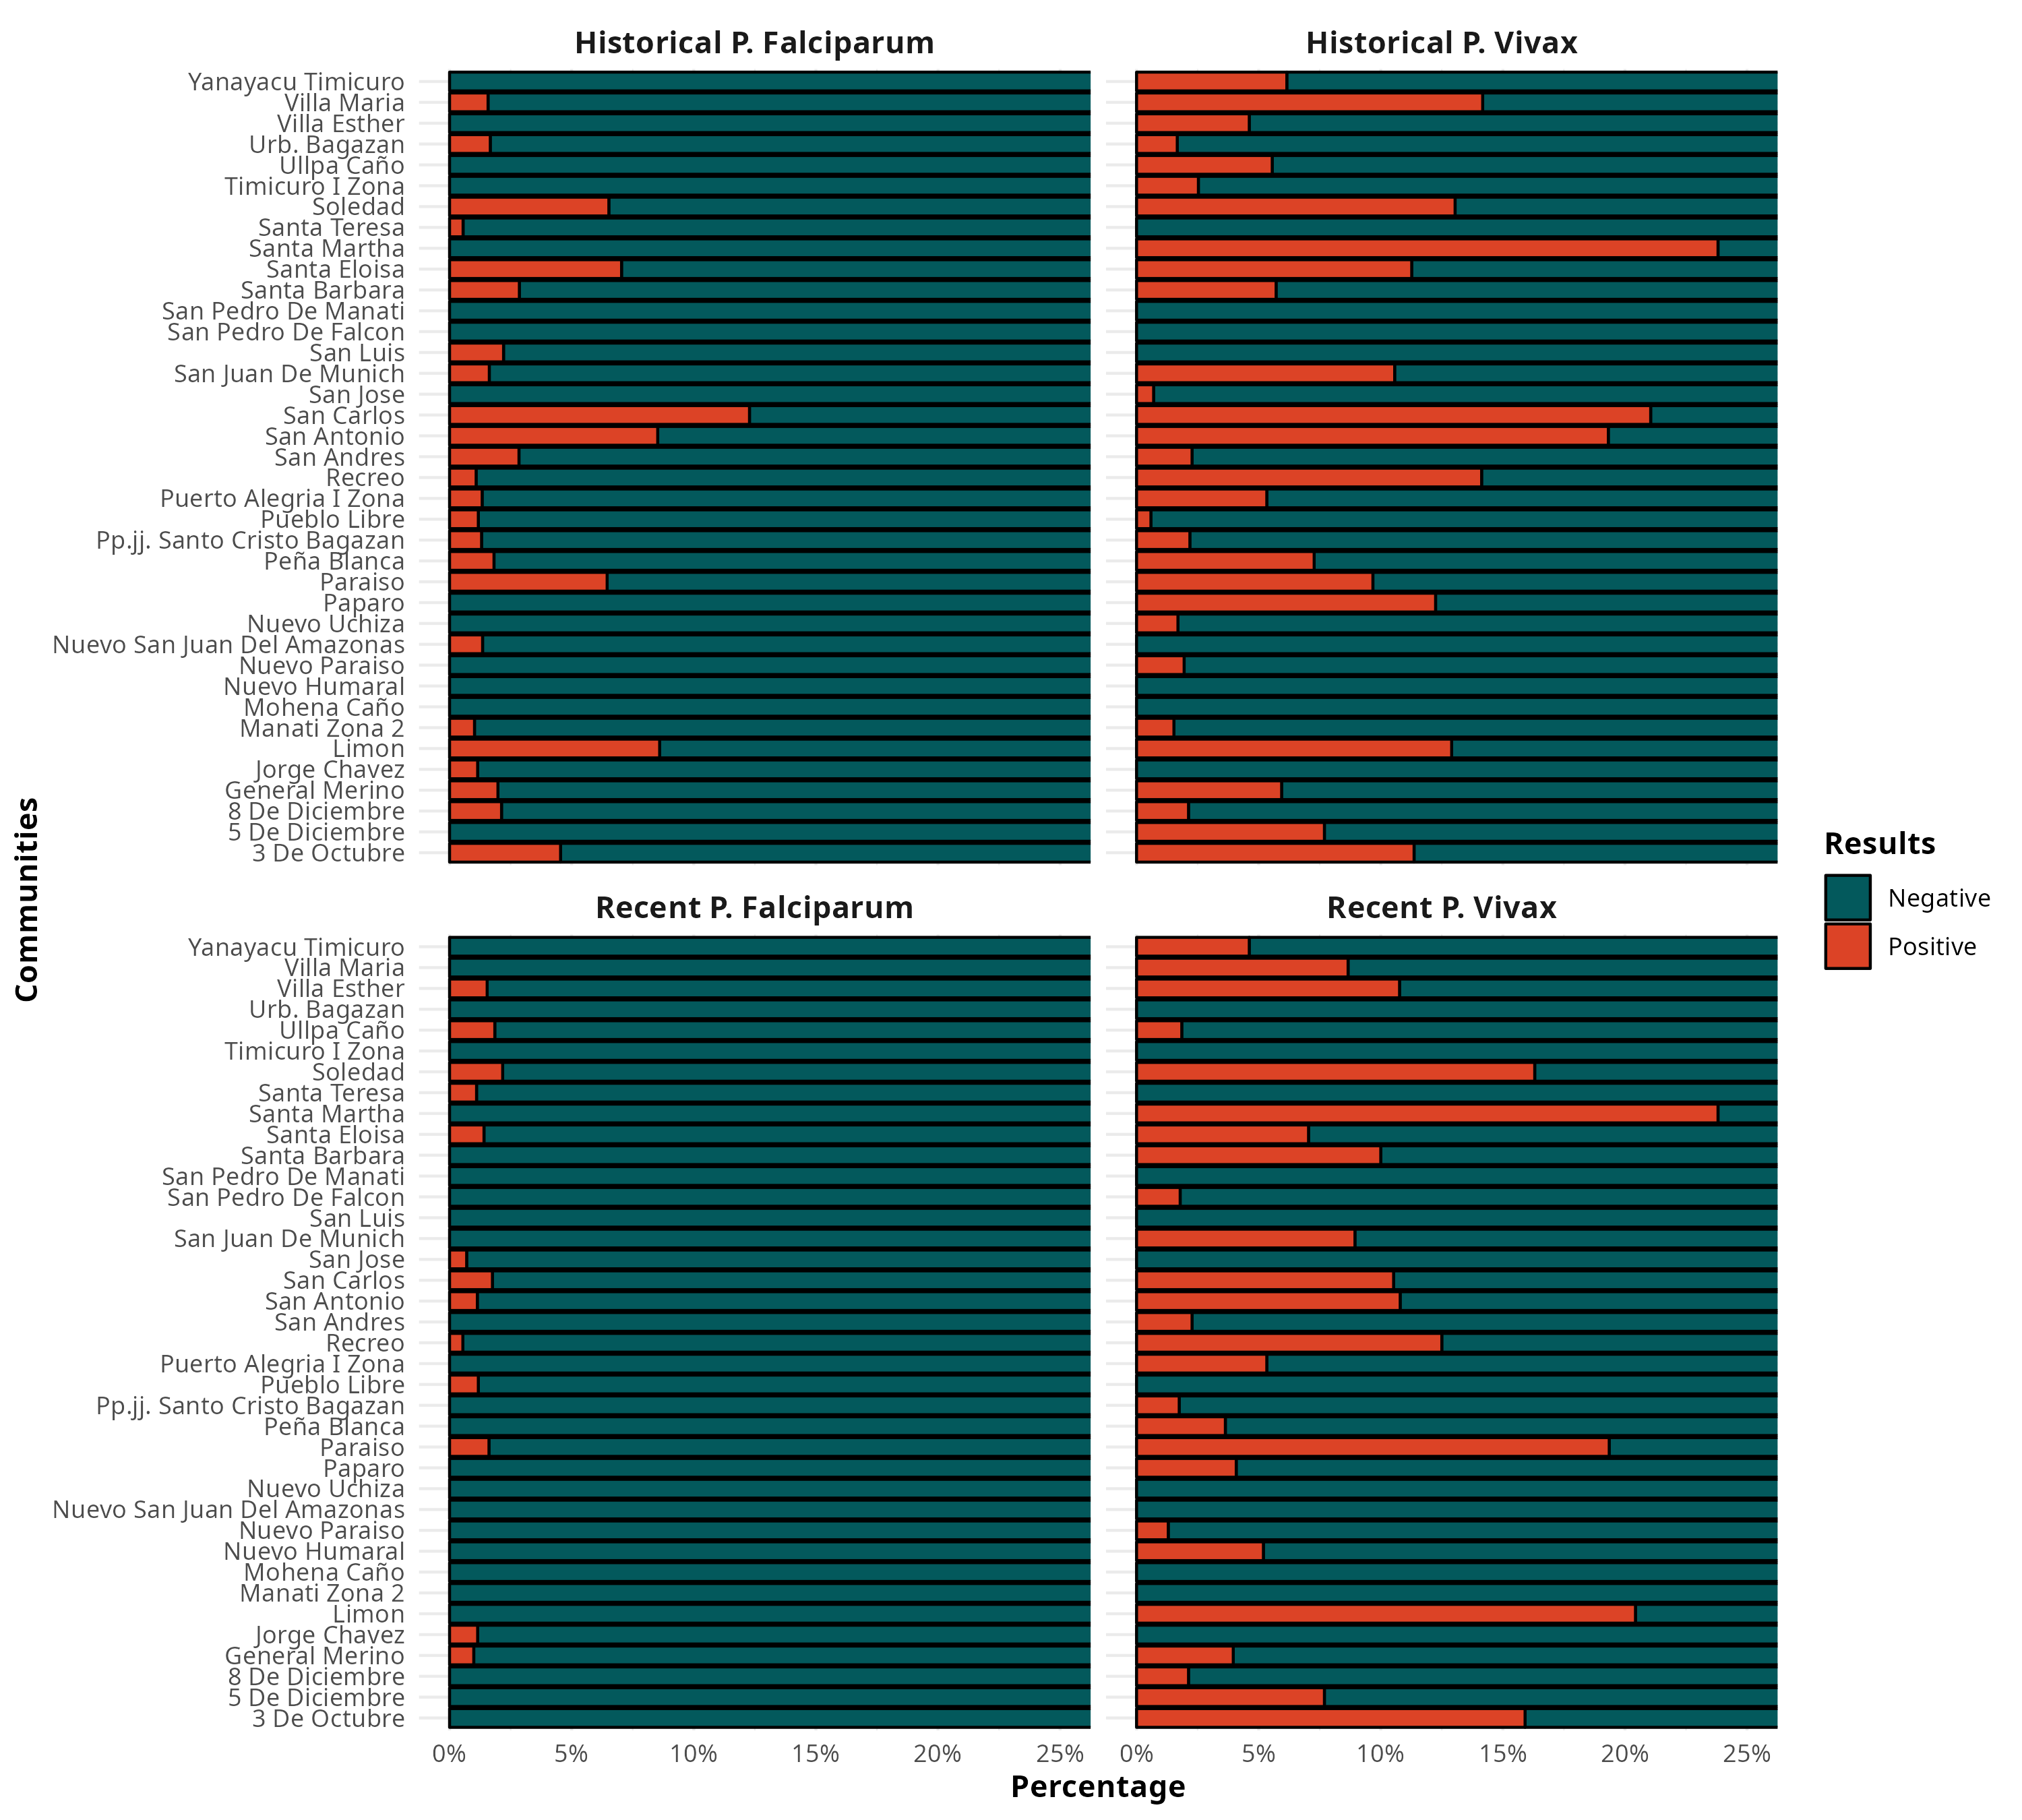 Historical P. Falciparum
Historical P. Vivax
Yanayacu Timicuro
Villa Maria
Villa Esther
Urb. Bagazan
Ullpa Caño
Timicuro I Zona
Soledad
Santa Teresa
Santa Martha
Santa Eloisa
Santa Barbara
San Pedro De Manati
San Pedro De Falcon
San Luis
San Juan De Munich
San Jose
San Carlos
San Antonio
San Andres
Recreo
Puerto Alegria I Zona
Pueblo Libre
Pp.jj. Santo Cristo Bagazan
Peña Blanca
Paraiso
Paparo
Nuevo Uchiza
Nuevo San Juan Del Amazonas
Nuevo Paraiso
Nuevo Humaral
Mohena Caño
Manati Zona 2
Limon
Jorge Chavez
General Merino
8 De Diciembre
5 De Diciembre
3 De Octubre
Communities
Recent P. Falciparum
Recent P. Vivax
Yanayacu Timicuro
Villa Maria
Villa Esther
Urb. Bagazan
Ullpa Caño
Timicuro I Zona
Soledad
Santa Teresa
Santa Martha
Santa Eloisa
Santa Barbara
San Pedro De Manati
San Pedro De Falcon
San Luis
San Juan De Munich
San Jose
San Carlos
San Antonio
San Andres
Recreo
Puerto Alegria I Zona
Pueblo Libre
Pp.jj. Santo Cristo Bagazan
Peña Blanca
Paraiso
Paparo
Nuevo Uchiza
Nuevo San Juan Del Amazonas
Nuevo Paraiso
Nuevo Humaral
Mohena Caño
Manati Zona 2
Limon
Jorge Chavez
General Merino
8 De Diciembre
5 De Diciembre
3 De Octubre
0% 5% 10% 15% 20% 25%
0% 5% 10% 15% 20% 25%
Percentage
Results
Negative
Positive